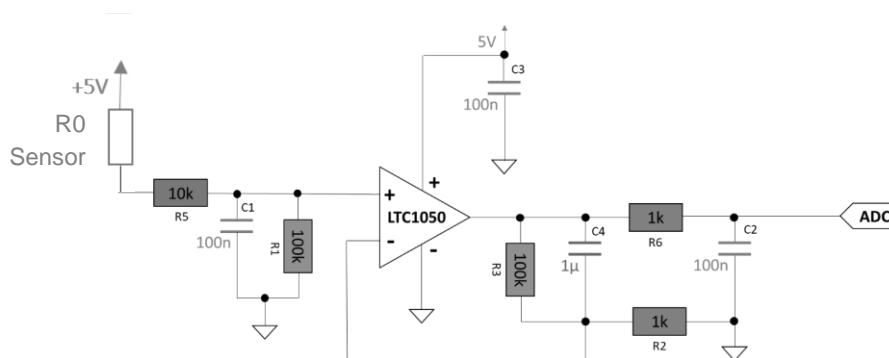 +5V
R0
Sensor
10k
R5
C1
100n
100k
R1
5V
C3
100n
+
-
+
-
LTC1050
100k
R3
C4
1µ
1k
R6
C2
100n
1k
R2
ADC